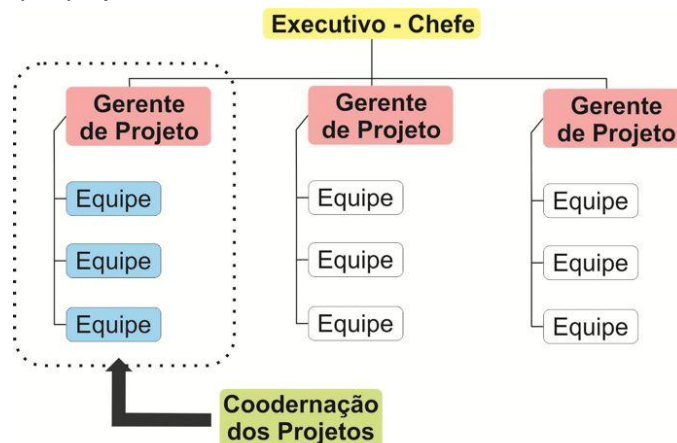 Executivo - Chefe
Gerente
de Projeto
Equipe
Equipe
Equipe
Gerente
de Projeto
Equipe
Equipe
Equipe
Gerente
de Projeto
Equipe
Equipe
Equipe
Coodernação
dos Projetos